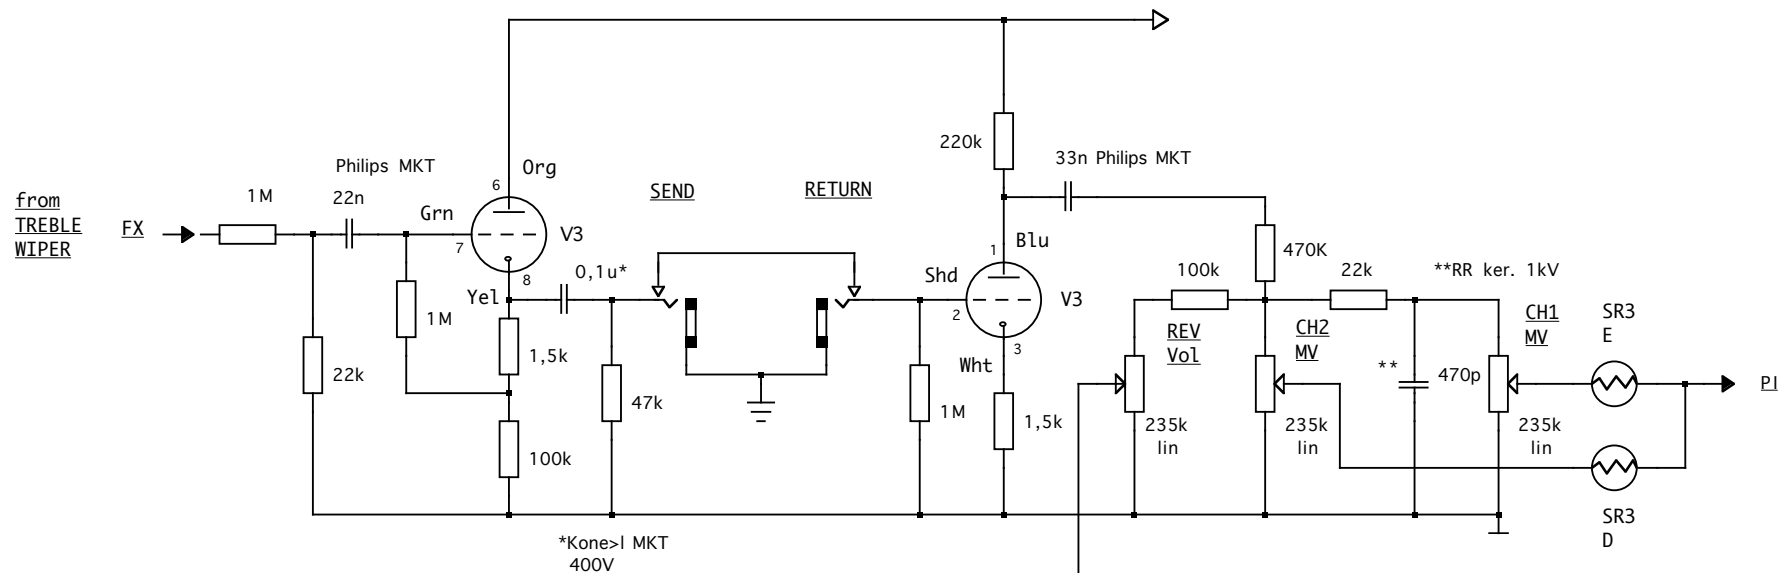 from
TREBLE
WIPER
FX
1M
Philips MKT
22n
Grn
7
6
Org
V3
8
Yel
1M
22k
1,5k
100k
0,1u*
SEND
RETURN
47k
*Kone>l MKT
400V
Shd
2
1
Blu
V3
3
Wht
1M
1,5k
220k
33n Philips MKT
470K
100k
22k
REV
Vol
CH2
MV
235k
lin
235k
lin
**RR ker. 1kV
**
470p
CH1
MV
235k
lin
SR3
E
SR3
D
PI